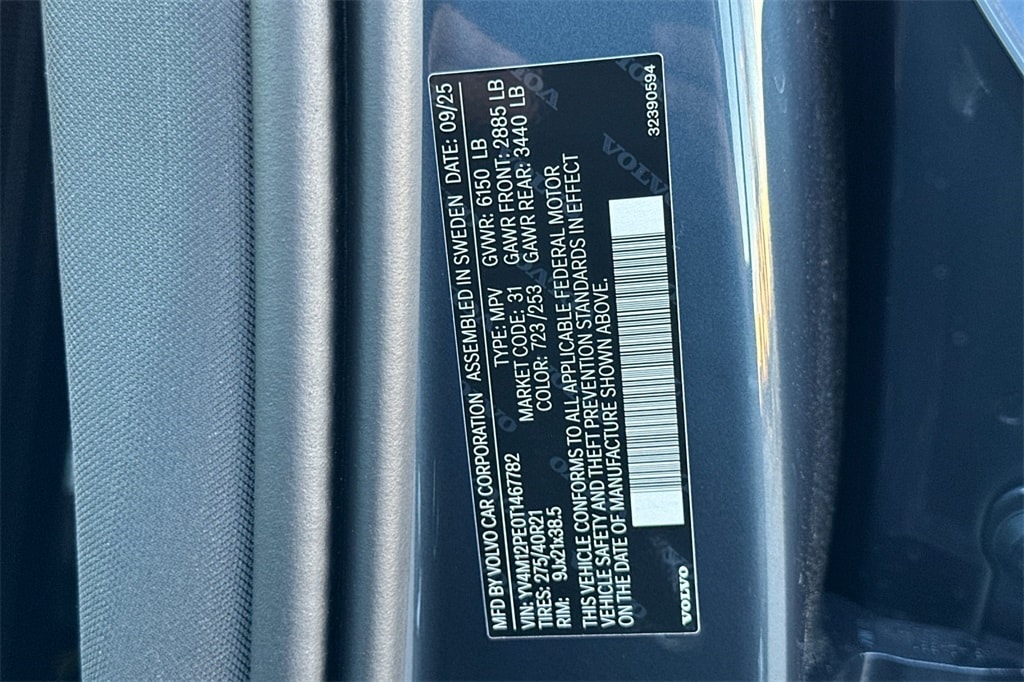 MFD BY VOLVO CAR CORPORATION ASSEMBLED IN SWEDEN DATE: 09/25
VIN: YV4M12PE0T1467782 TYPE: MPV GVWR: 6150 LB
TIRES: 275/40R21 MARKET CODE: 31 GAWR FRONT: 2885 LB
RIM: 9Jx21x38.5 COLOR: 723 /253 GAWR REAR: 3440 LB
THIS VEHICLE CONFORMS TO ALL APPLICABLE FEDERAL MOTOR
VEHICLE SAFETY AND THEFT PREVENTION STANDARDS IN EFFECT
ON THE DATE OF MANUFACTURE SHOWN ABOVE.
32390594
VOLVO